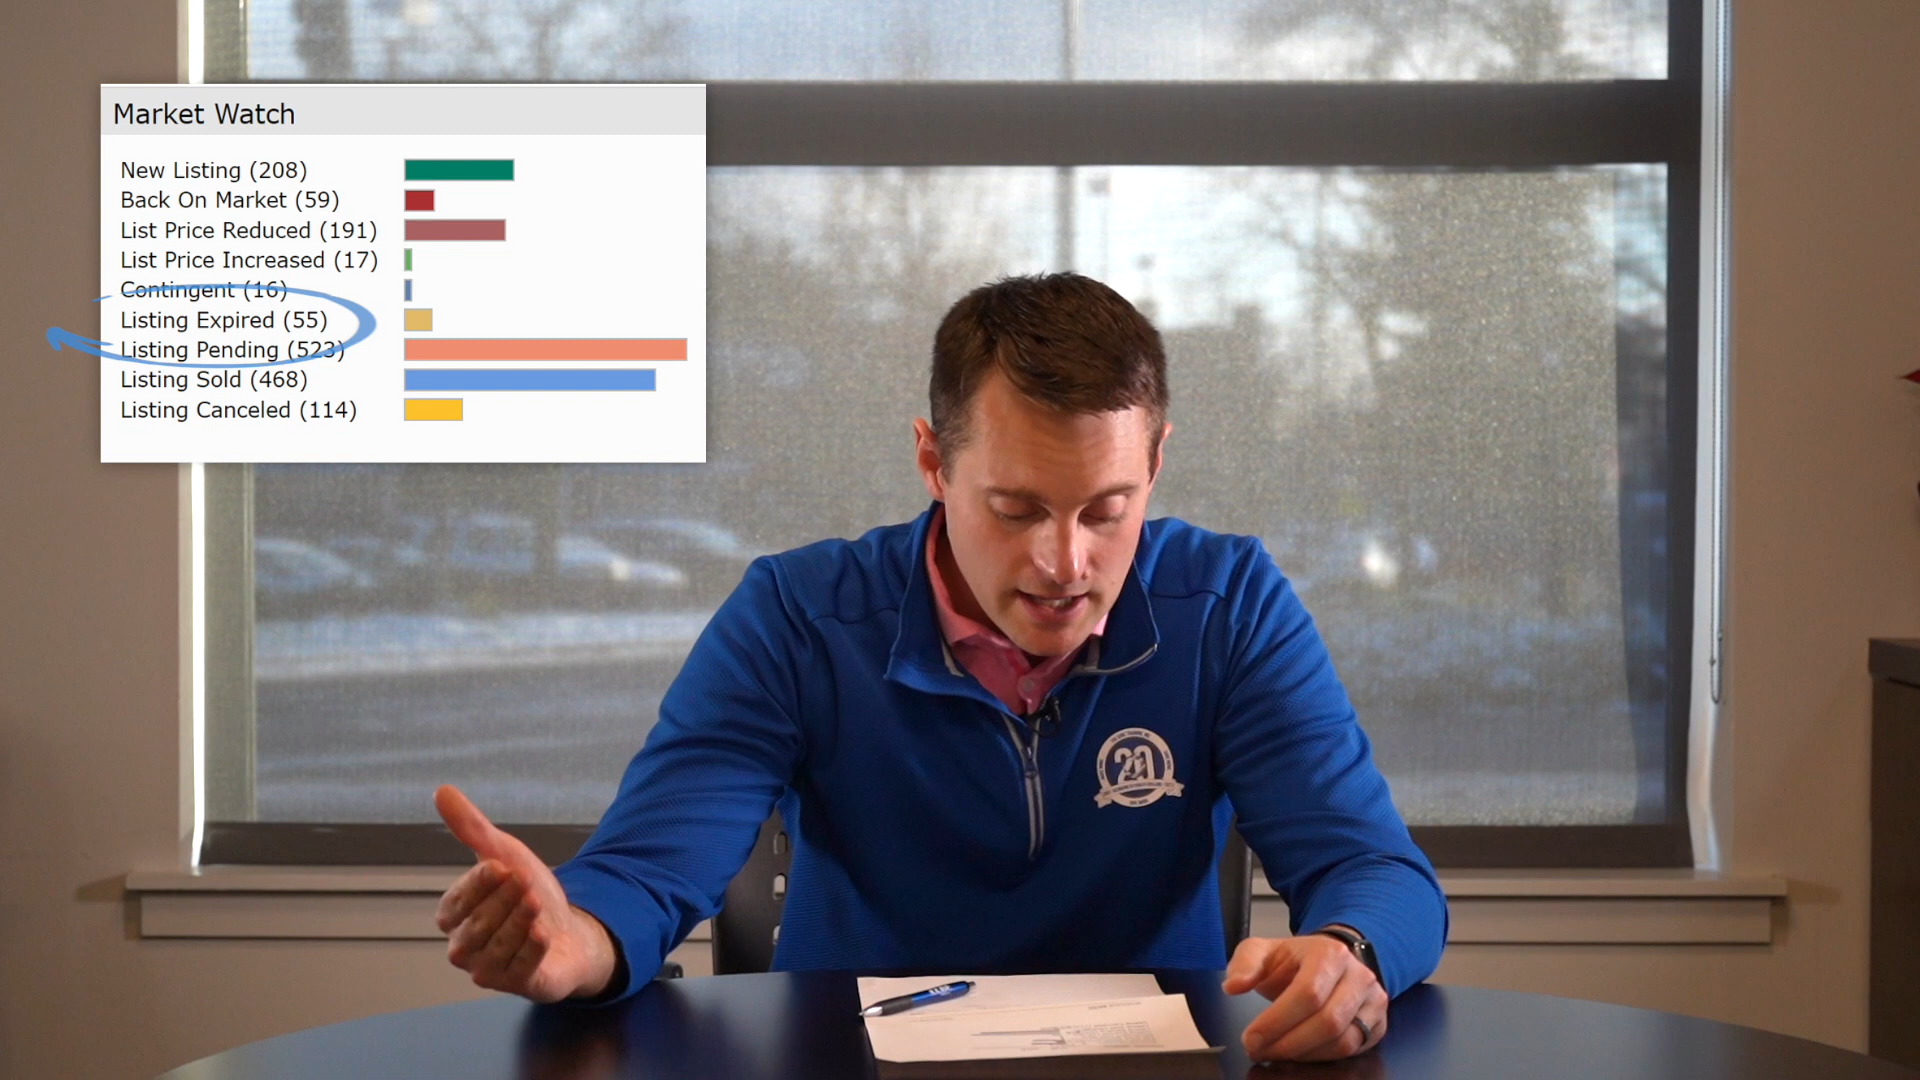 Market Watch
New Listing (208)
Back On Market (59)
List Price Reduced (191)
List Price Increased (17)
Contingent (16)
Listing Expired (55)
Listing Pending (523)
Listing Sold (468)
Listing Canceled (114)
20